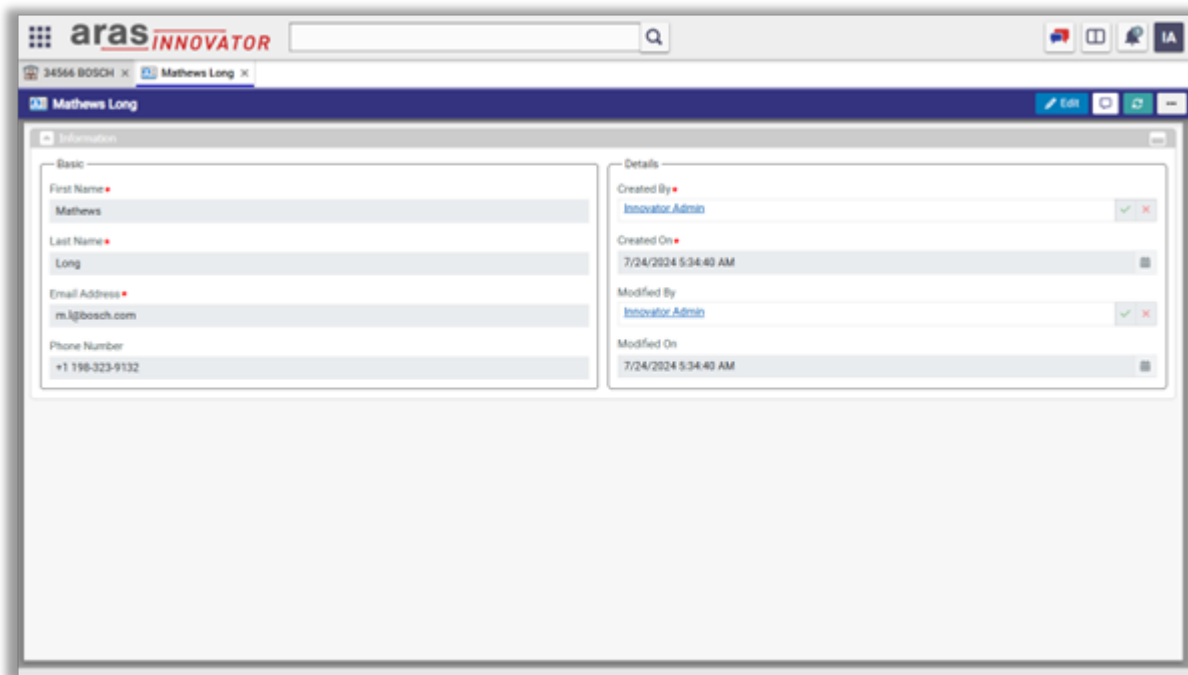 aras INNOVATOR
IA
34566 BOSCH
Mathews Long
Mathews Long
Edit
Information
Basic
First Name
Mathews
Last Name
Long
Email Address
m.l@bosch.com
Phone Number
+1 198-323-9132
Details
Created By
Innovator Admin
Created On
7/24/2024 5:34:40 AM
Modified By
Innovator Admin
Modified On
7/24/2024 5:34:40 AM